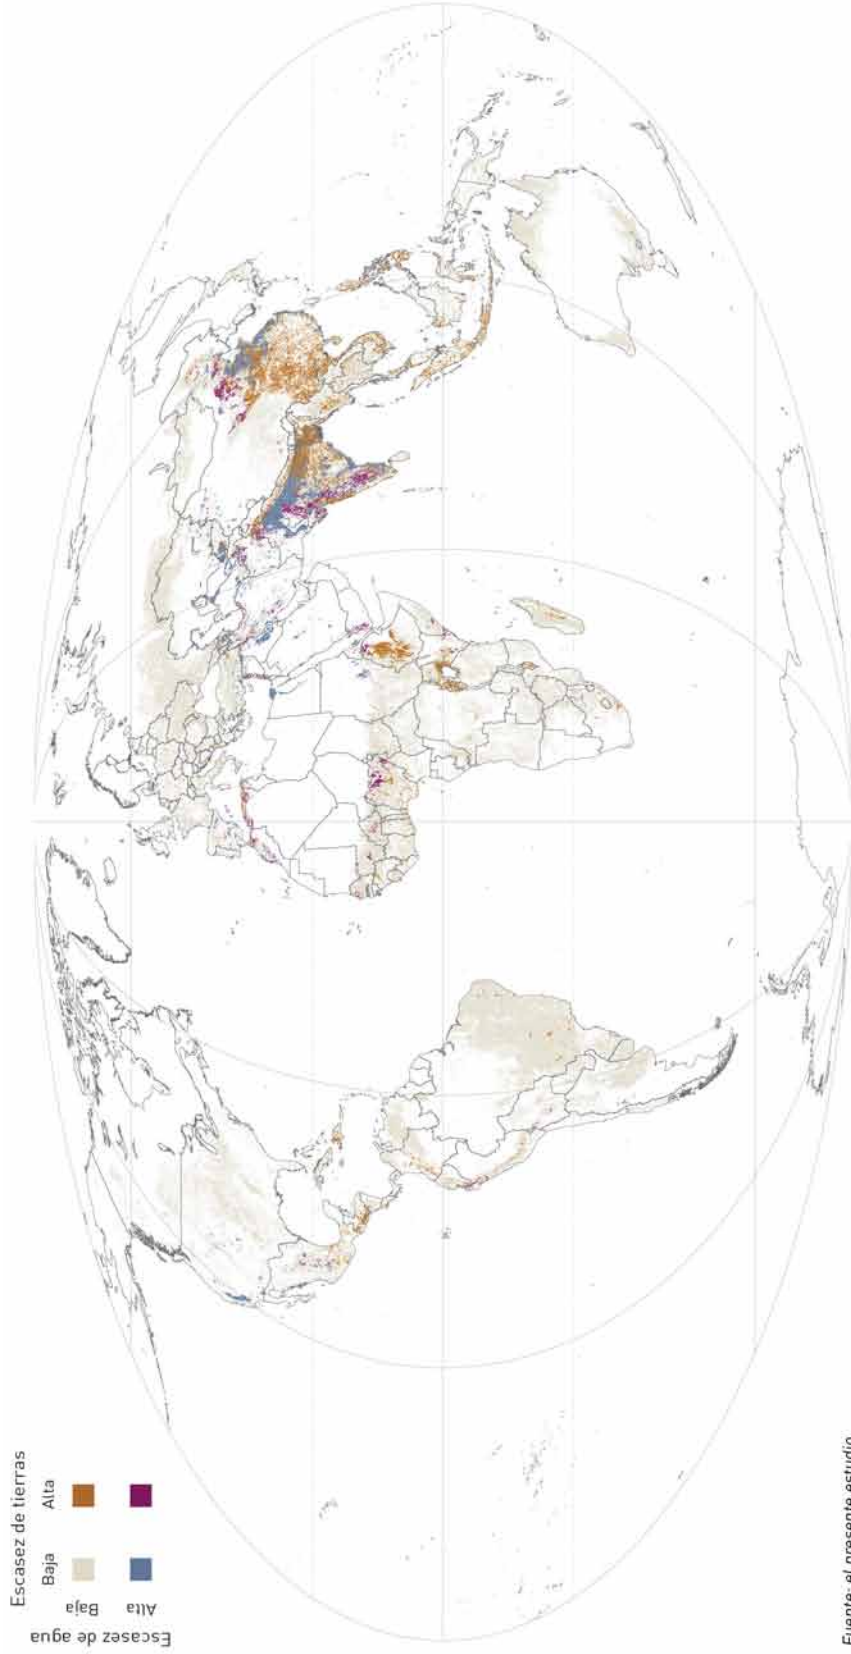 Escasez de tierras
Baja Alta
Escasez de agua
Baja
Alta
Fuente: el presente estudio